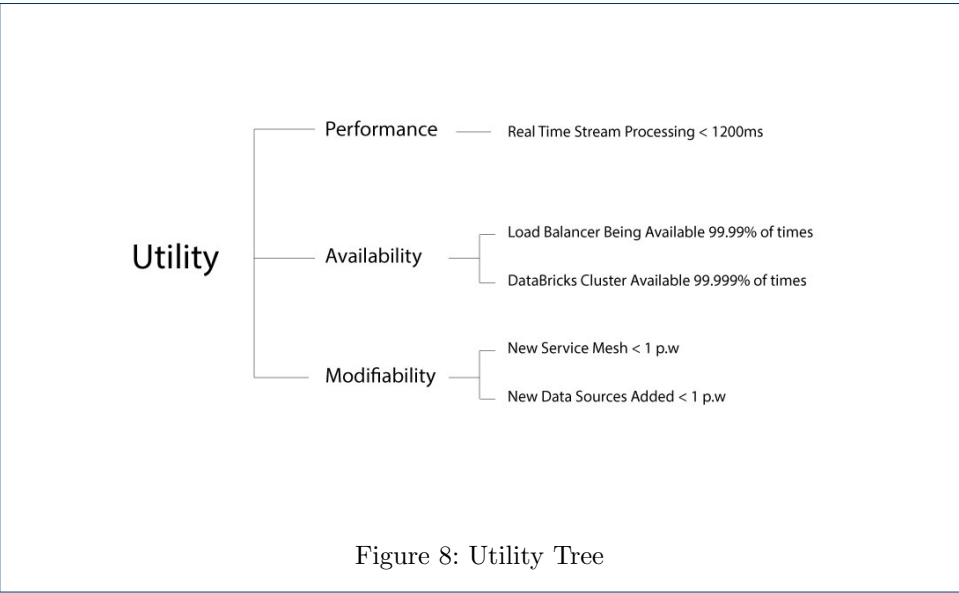 Performance
Real Time Stream Processing < 1200ms
Load Balancer Being Available 99.99% of times
Utility
Availability
DataBricks Cluster Available 99.999% of times
New Service Mesh < 1 p.w
Modifiability
New Data Sources Added < 1 p.w
Figure 8: Utility Tree